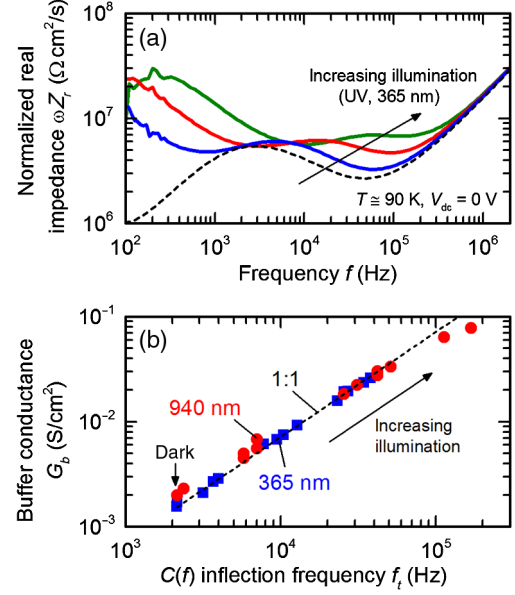 (a)
Normalized real
impedance ωZr (Ω cm²/s)
10⁸
10⁷
10⁶
Increasing illumination
(UV, 365 nm)
T ≅ 90 K, Vdc = 0 V
10² 10³ 10⁴ 10⁵ 10⁶
Frequency f (Hz)
(b)
Buffer conductance
Gb (S/cm²)
10⁻¹
10⁻²
10⁻³
1:1
940 nm
Dark
Increasing
illumination
365 nm
10³ 10⁴ 10⁵
C(f) inflection frequency ft (Hz)